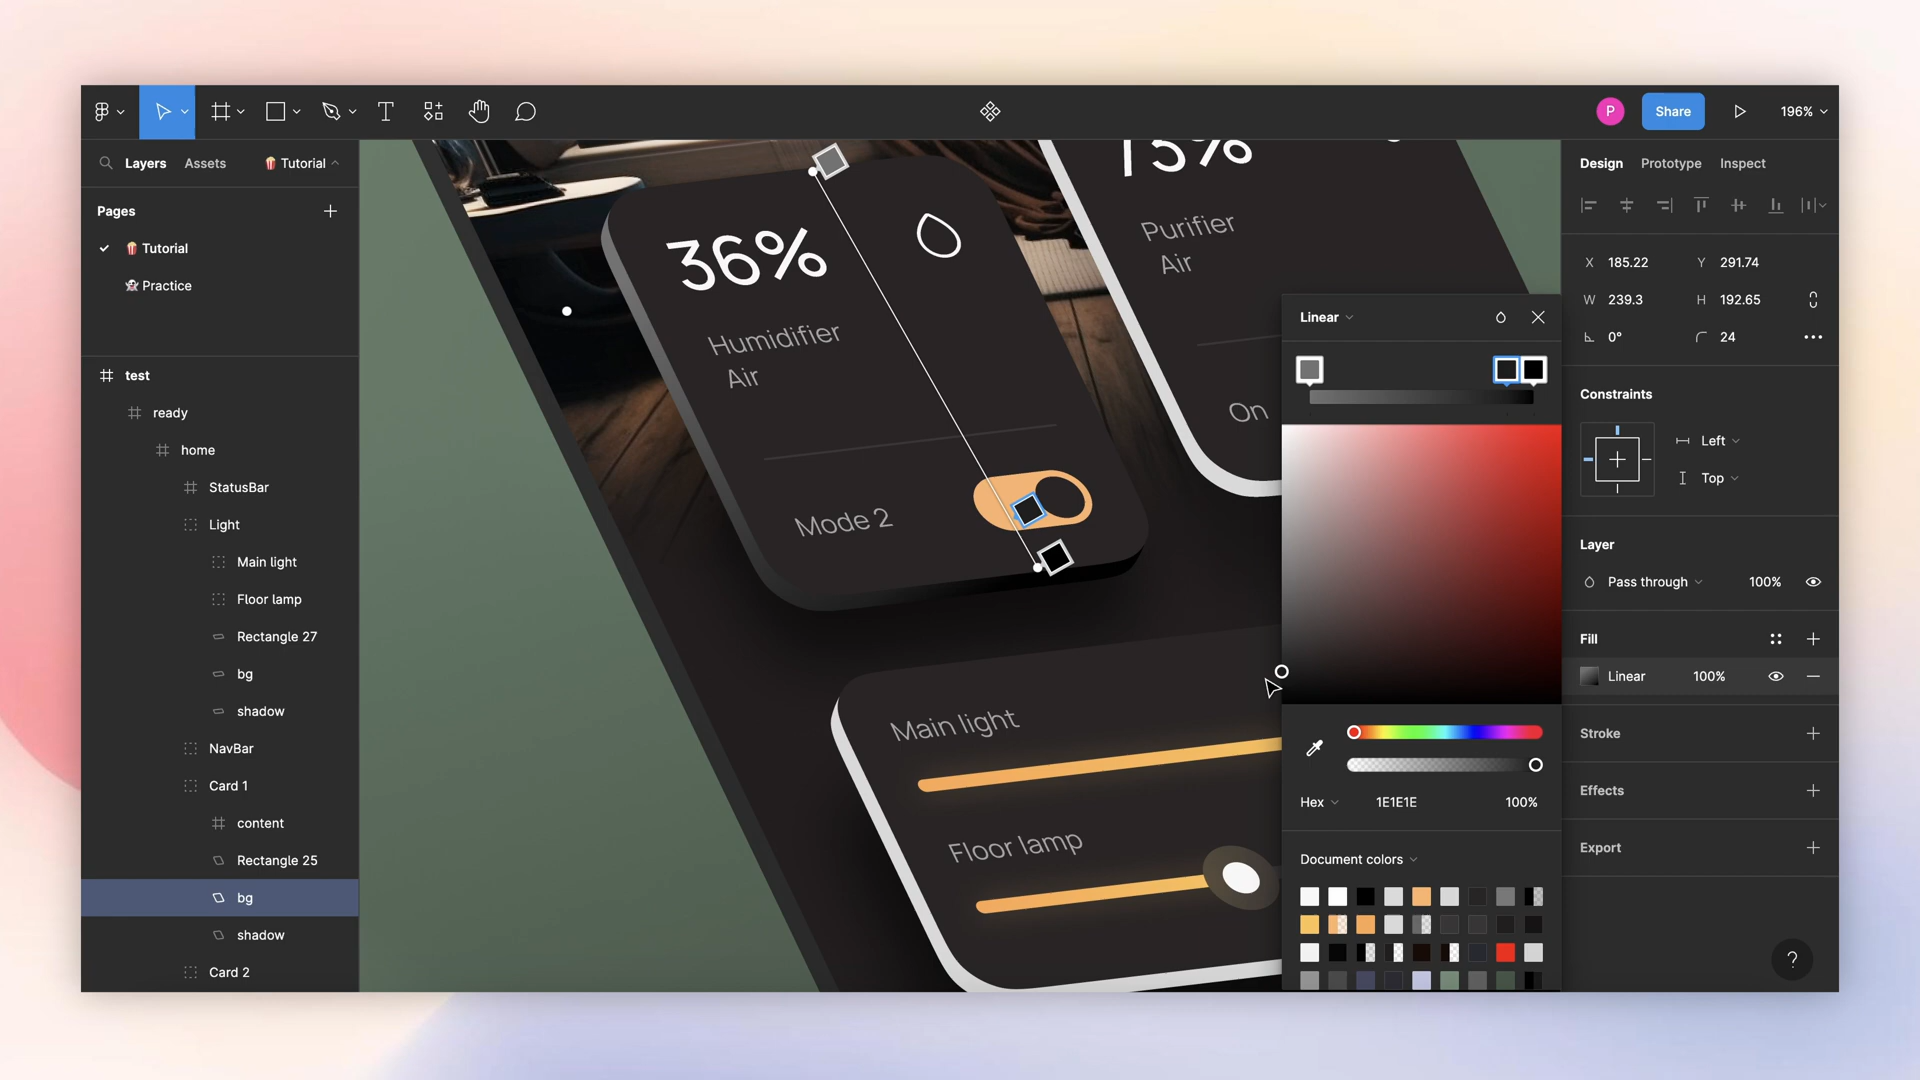 P
Share
196%
Layers
Assets
Tutorial
Pages
Tutorial
Practice
test
ready
home
StatusBar
Light
Main light
Floor lamp
Rectangle 27
bg
shadow
NavBar
Card 1
content
Rectangle 25
bg
shadow
Card 2
36%
Humidifier
Air
Mode 2
75%
Purifier
Air
On
Main light
Floor lamp
Linear
Hex
1E1E1E
100%
Document colors
Design
Prototype
Inspect
X 185.22
Y 291.74
W 239.3
H 192.65
0°
24
Constraints
Left
Top
Layer
Pass through
100%
Fill
Linear
100%
Stroke
Effects
Export
?